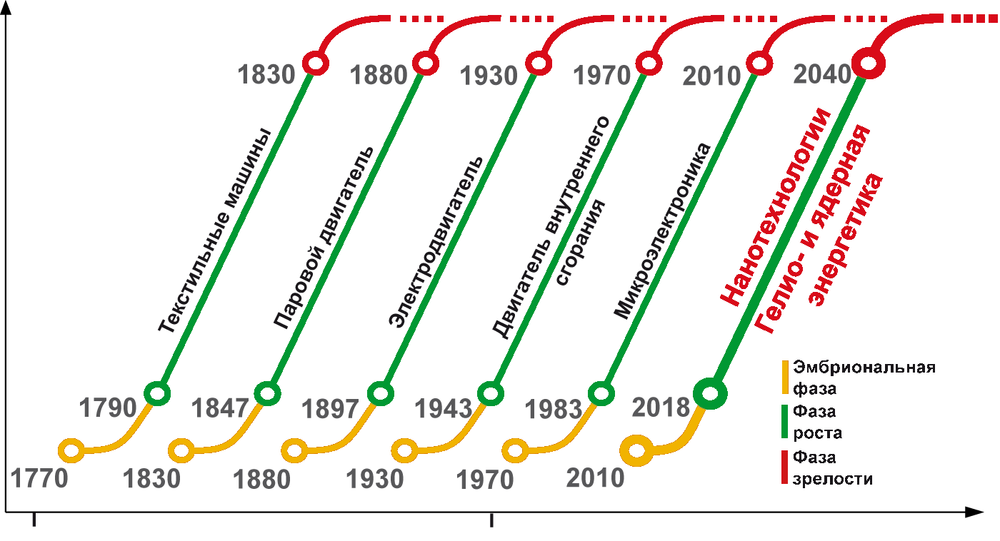 1830
1880
1930
1970
2010
2040
Текстильные машины
Паровой двигатель
Электродвигатель
Двигатель внутреннего
сгорания
Микроэлектроника
Нанотехнологии
Гелио- и ядерная
энергетика
1790
1847
1897
1943
1983
2018
1770
1830
1880
1930
1970
2010
Эмбриональная
фаза
Фаза
роста
Фаза
зрелости